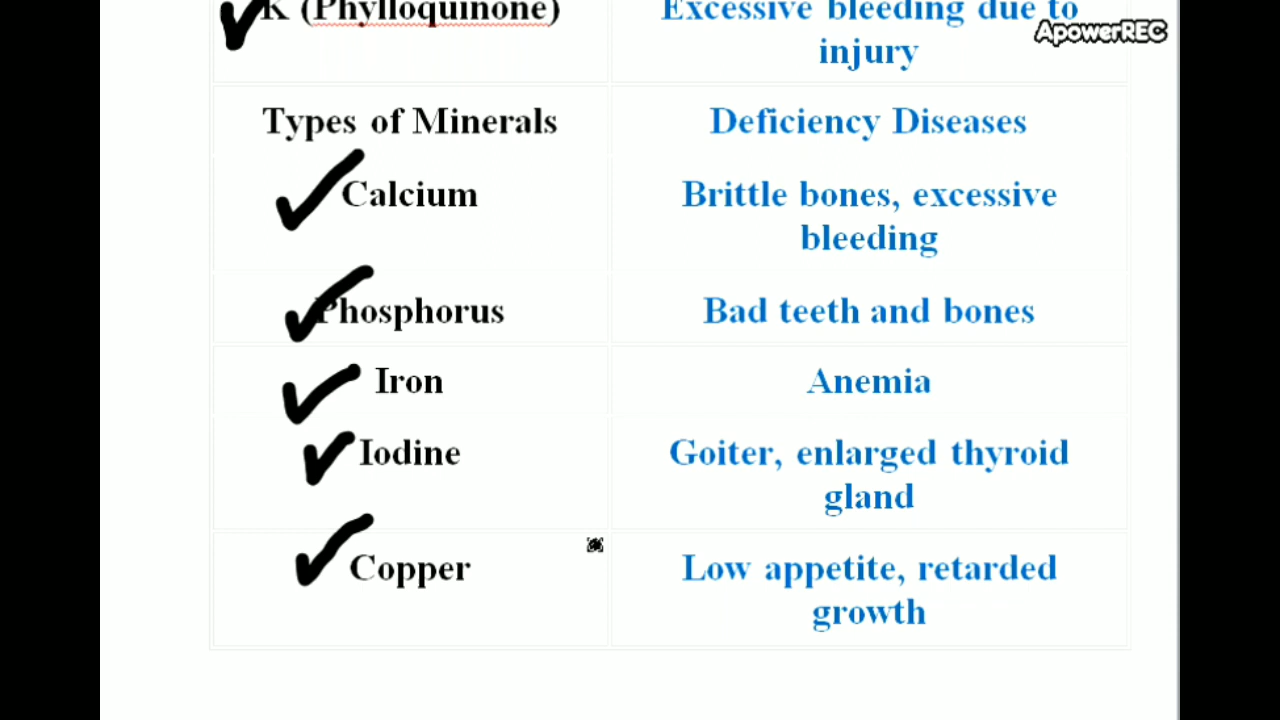 K (Phylloquinone)
Excessive bleeding due to
injury
ApowerREC
Types of Minerals
Deficiency Diseases
Calcium
Brittle bones, excessive
bleeding
Phosphorus
Bad teeth and bones
Iron
Anemia
Iodine
Goiter, enlarged thyroid
gland
Copper
Low appetite, retarded
growth